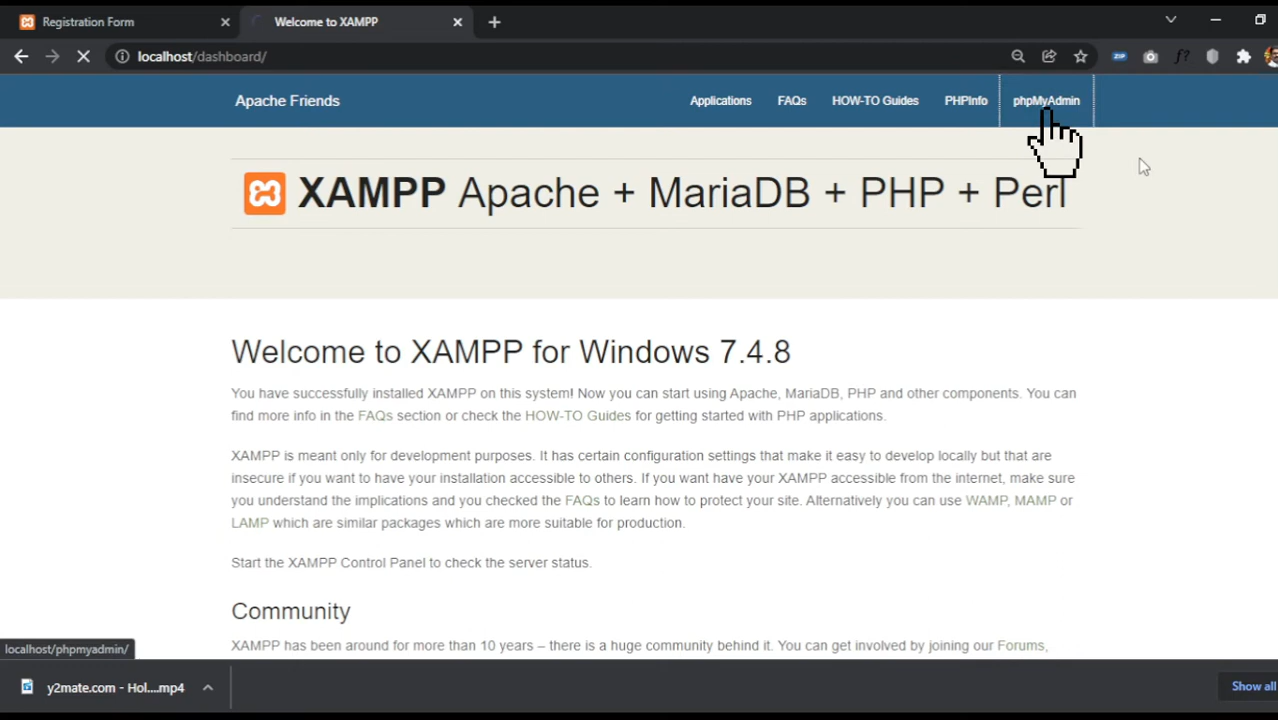 Registration Form
Welcome to XAMPP
localhost/dashboard/
ZIP
f?
Apache Friends
Applications
FAQs
HOW-TO Guides
PHPInfo
phpMyAdmin
XAMPP Apache + MariaDB + PHP + Perl
Welcome to XAMPP for Windows 7.4.8
You have successfully installed XAMPP on this system! Now you can start using Apache, MariaDB, PHP and other components. You can
find more info in the FAQs section or check the HOW-TO Guides for getting started with PHP applications.
XAMPP is meant only for development purposes. It has certain configuration settings that make it easy to develop locally but that are
insecure if you want to have your installation accessible to others. If you want have your XAMPP accessible from the internet, make sure
you understand the implications and you checked the FAQs to learn how to protect your site. Alternatively you can use WAMP, MAMP or
LAMP which are similar packages which are more suitable for production.
Start the XAMPP Control Panel to check the server status.
Community
XAMPP has been around for more than 10 years – there is a huge community behind it. You can get involved by joining our Forums,
localhost/phpmyadmin/
y2mate.com - Hol....mp4
Show all